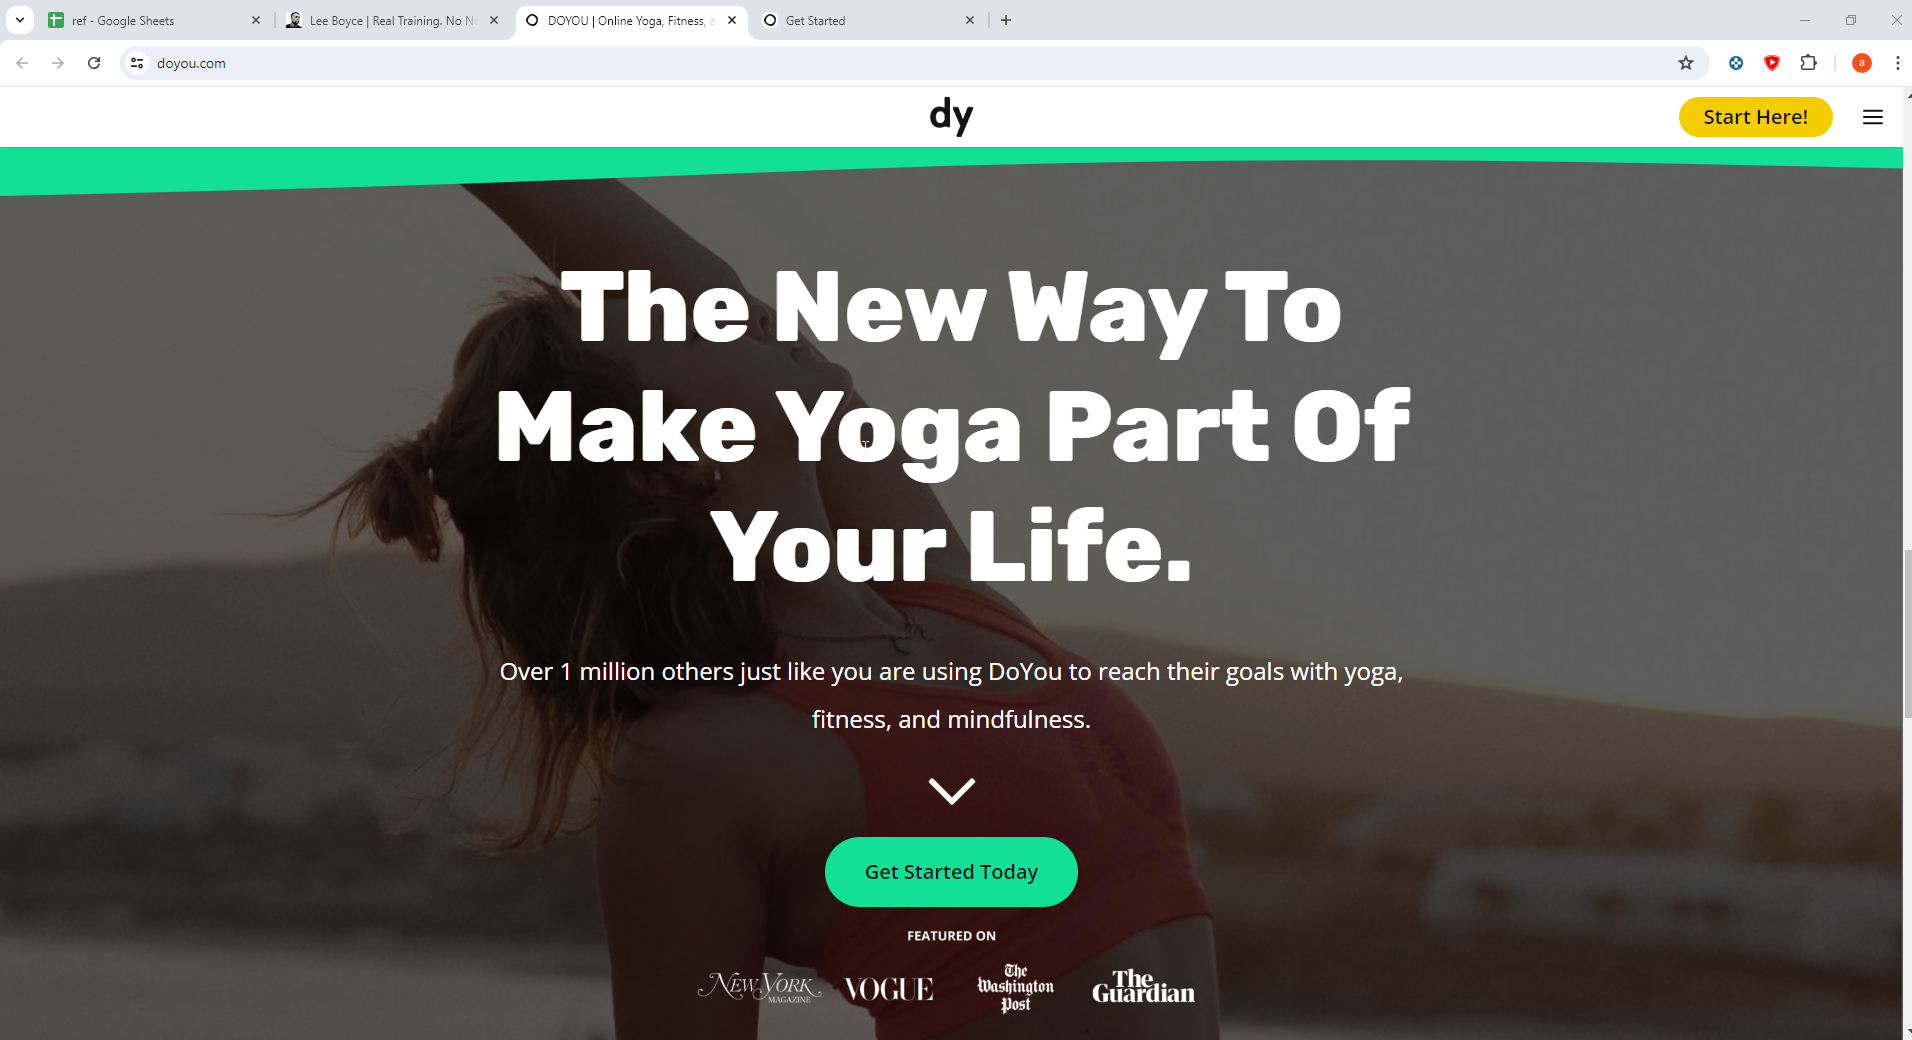 ref - Google Sheets
Lee Boyce | Real Training. No N
DOYOU | Online Yoga, Fitness,
Get Started
doyou.com
a
dy
Start Here!
The New Way To
Make Yoga Part Of
Your Life.
Over 1 million others just like you are using DoYou to reach their goals with yoga,
fitness, and mindfulness.
Get Started Today
FEATURED ON
NEW YORK
MAGAZINE
VOGUE
The
Washington
Post
The
Guardian